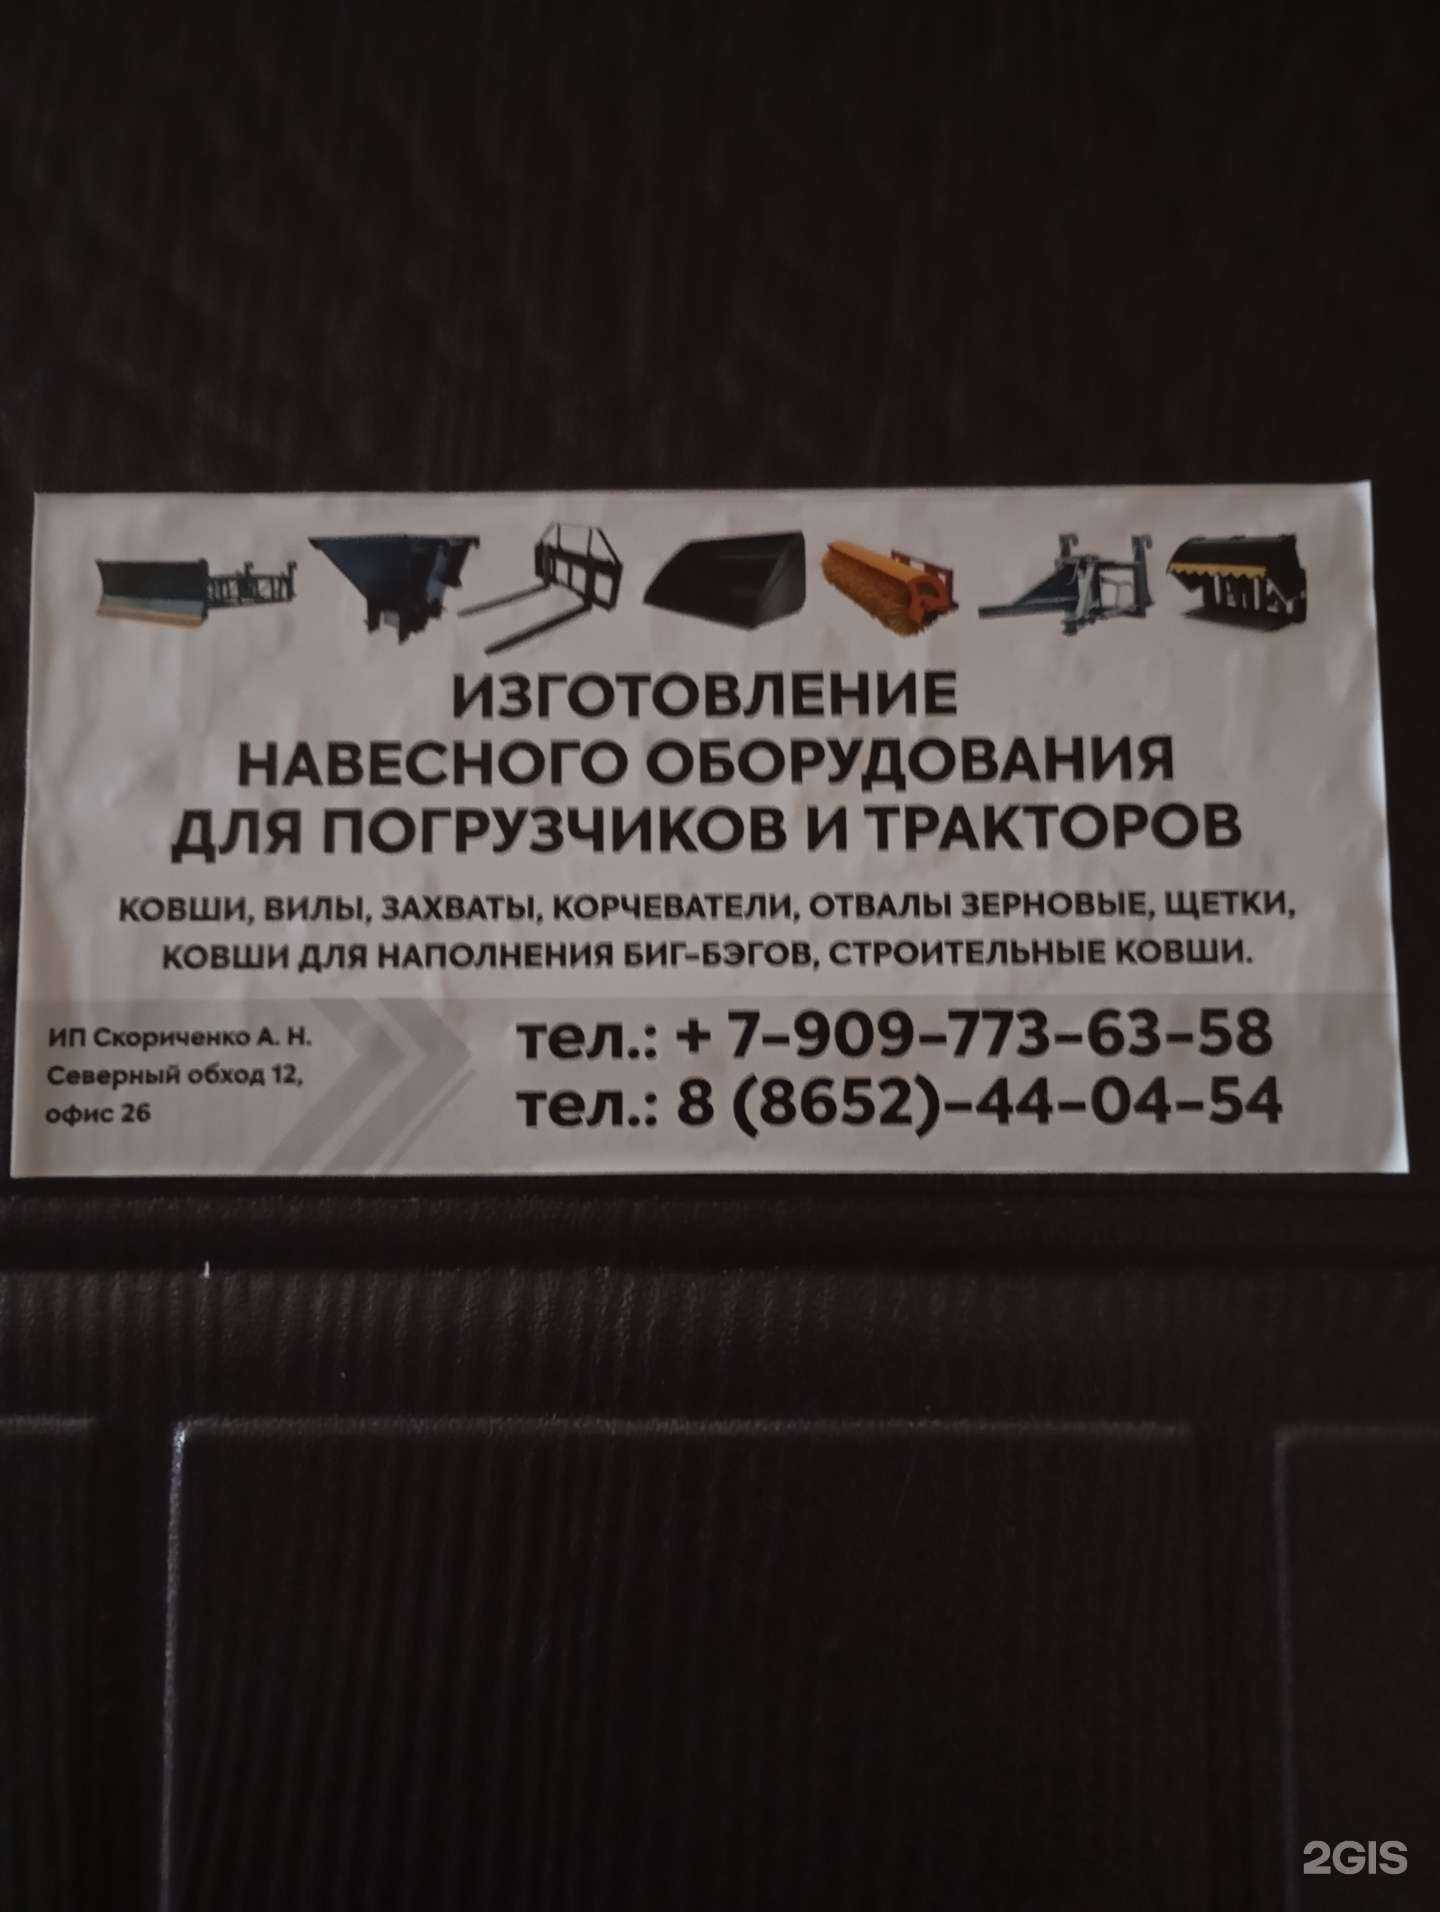 ИЗГОТОВЛЕНИЕ
НАВЕСНОГО ОБОРУДОВАНИЯ
ДЛЯ ПОГРУЗЧИКОВ И ТРАКТОРОВ
КОВШИ, ВИЛЫ, ЗАХВАТЫ, КОРЧЕВАТЕЛИ, ОТВАЛЫ ЗЕРНОВЫЕ, ЩЕТКИ,
КОВШИ ДЛЯ НАПОЛНЕНИЯ БИГ-БЭГОВ, СТРОИТЕЛЬНЫЕ КОВШИ.
ИП Скориченко А. Н.
Северный обход 12,
офис 26
тел.: + 7-909-773-63-58
тел.: 8 (8652)-44-04-54
2GIS